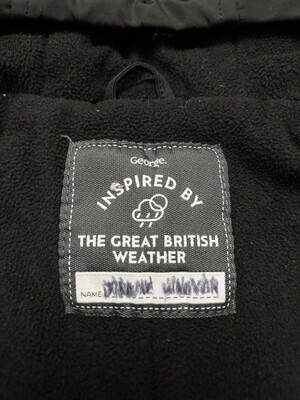 George.
INSPIRED BY
THE GREAT BRITISH
WEATHER
NAME